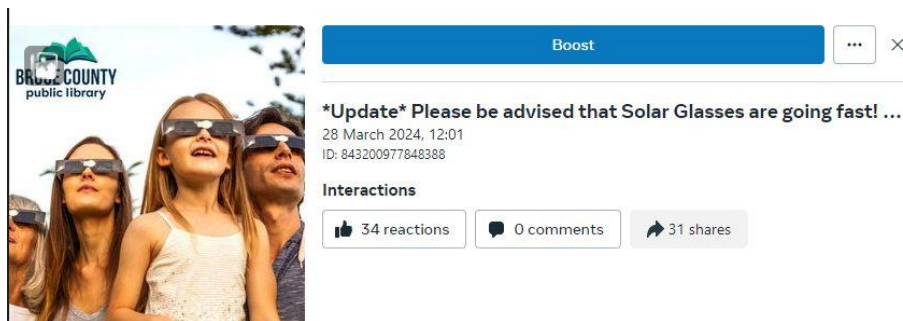 BRUCE COUNTY
public library
Boost
*Update* Please be advised that Solar Glasses are going fast! ...
28 March 2024, 12:01
ID: 843200977848388
Interactions
34 reactions
0 comments
31 shares